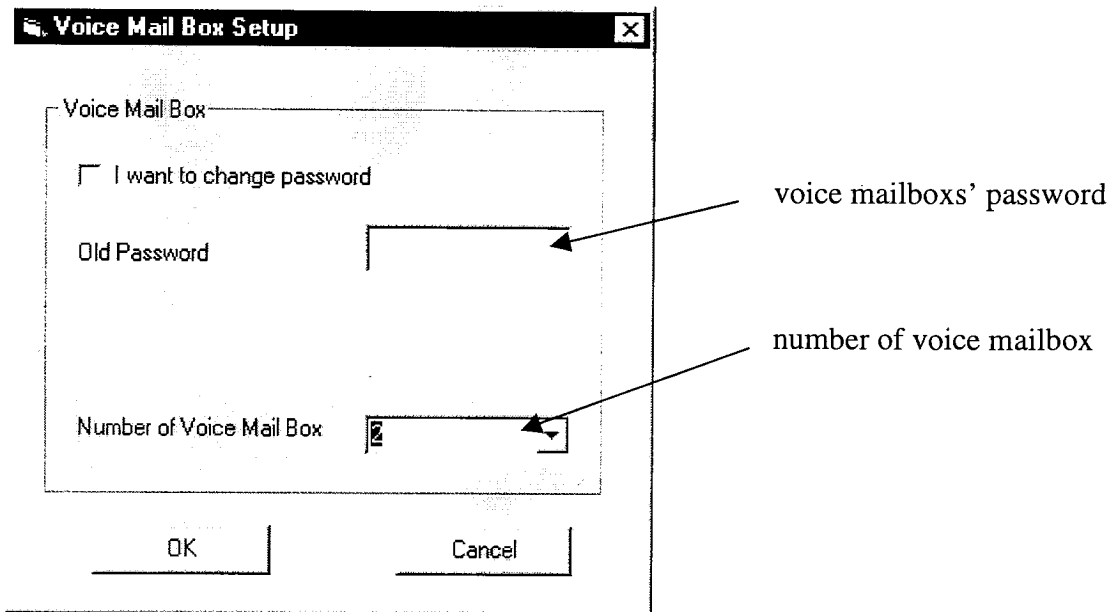 Voice Mail Box Setup
Voice Mail Box
I want to change password
voice mailboxs’ password
Old Password
number of voice mailbox
Number of Voice Mail Box
2
OK
Cancel